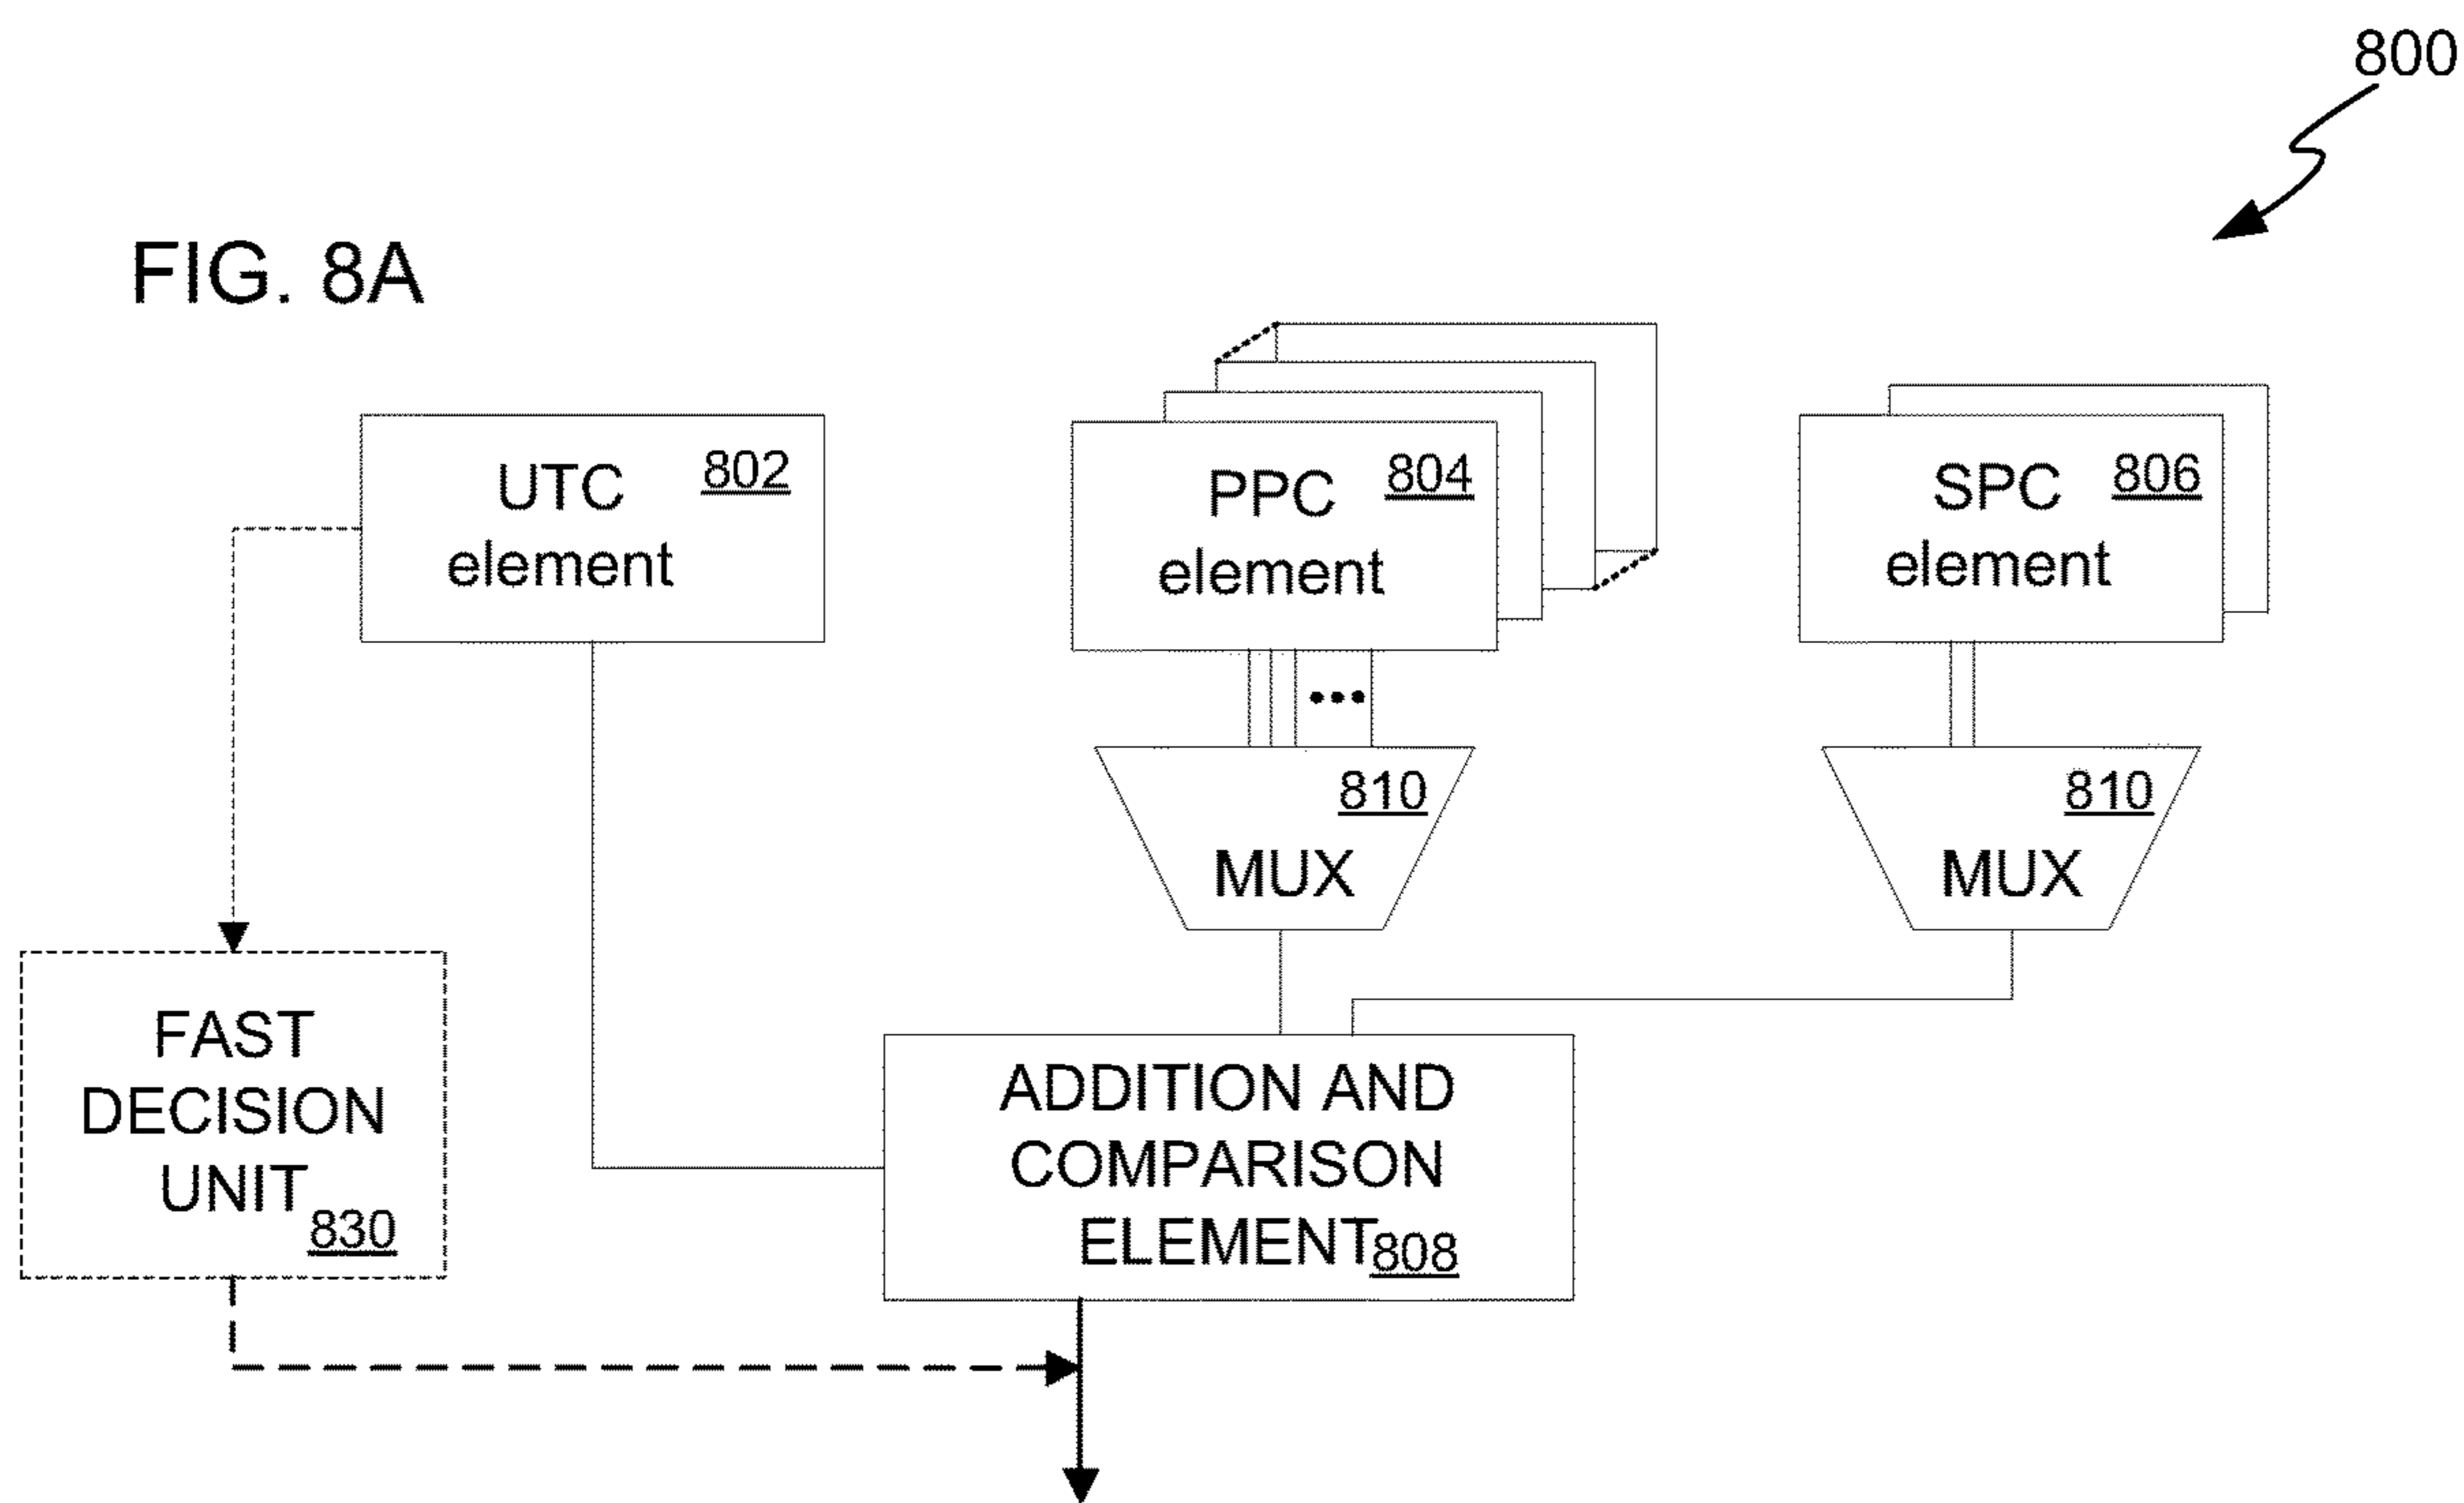 800
FIG. 8A
UTC
element
802
PPC
element
804
SPC
element
806
...
810
MUX
810
MUX
FAST
DECISION
UNIT
830
ADDITION AND
COMPARISON
ELEMENT
808